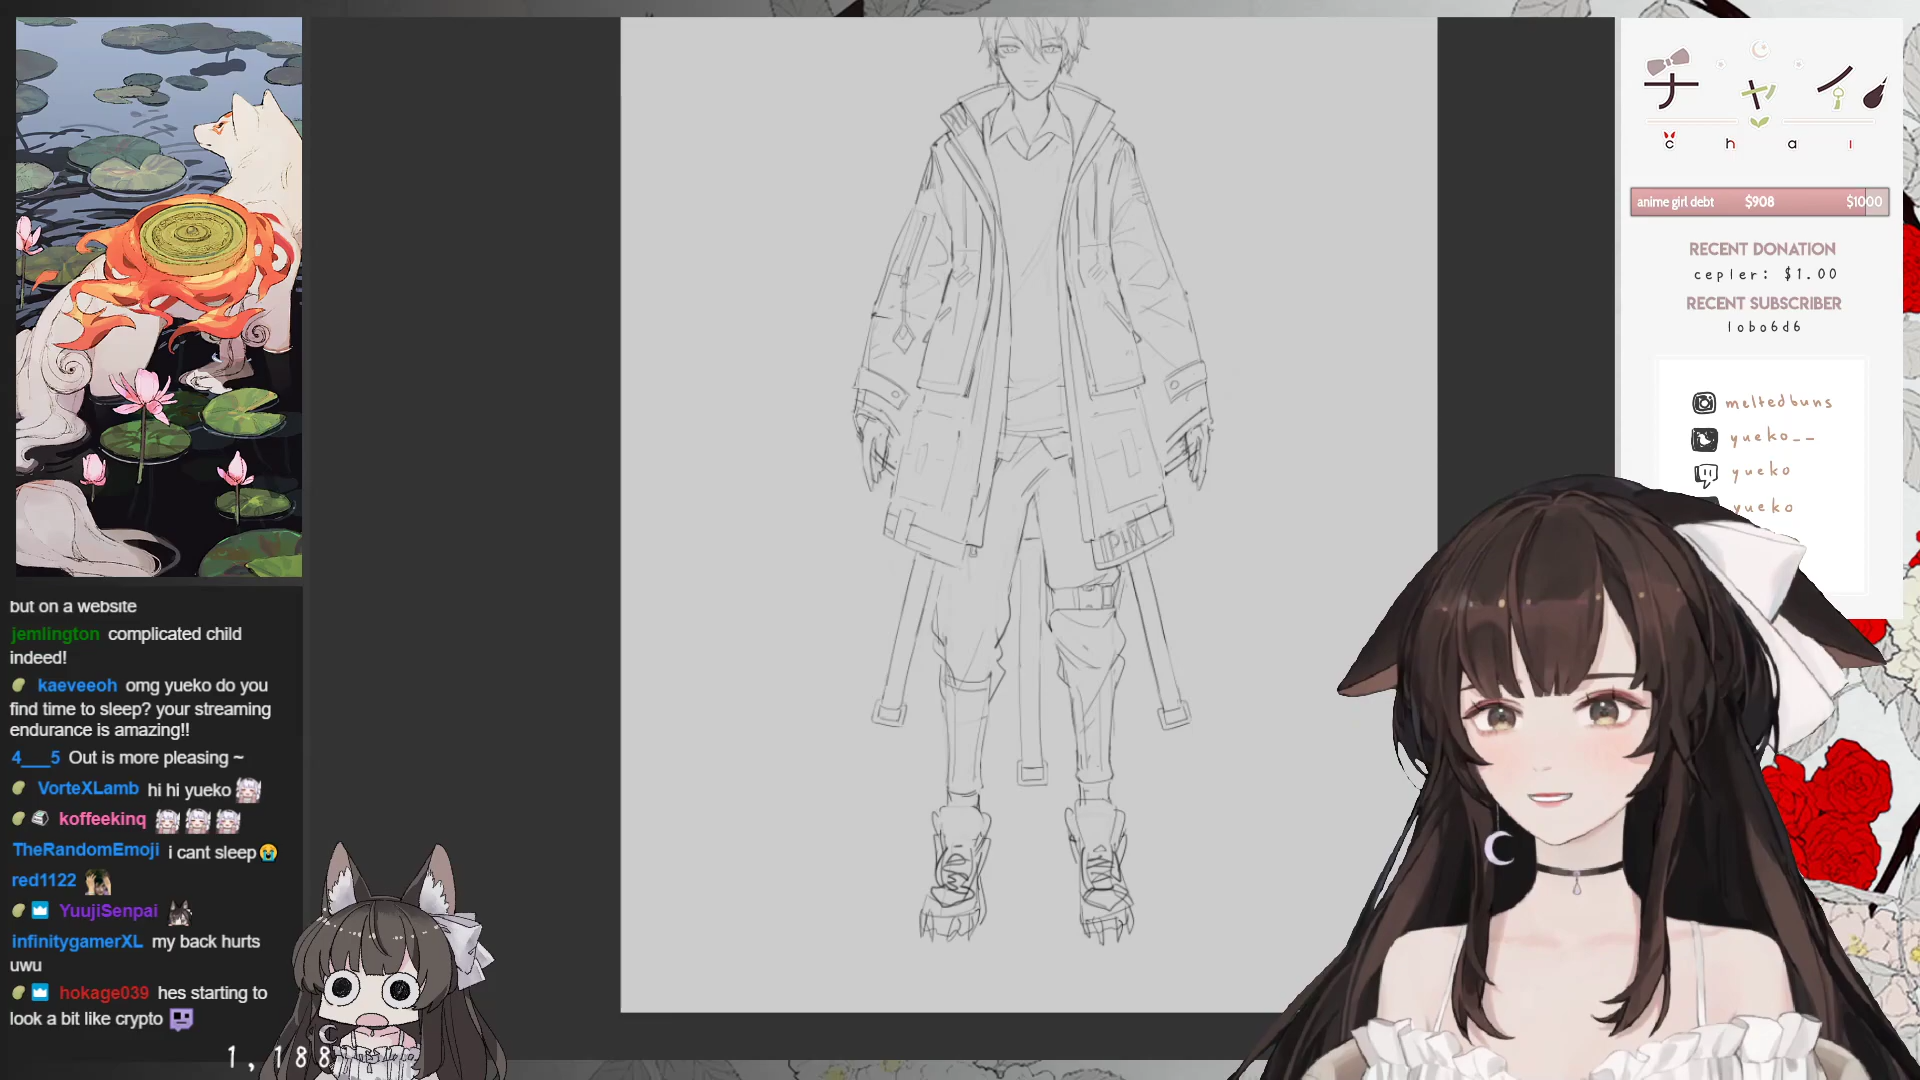 but on a website
jemlington complicated child
indeed!
kaeveeoh omg yueko do you
find time to sleep? your streaming
endurance is amazing!!
4___5 Out is more pleasing ~
VorteXLamb hi hi yueko
koffeekinq
TheRandomEmoji i cant sleep
red1122
YuujiSenpai
infinitygamerXL my back hurts
uwu
hokage039 hes starting to
look a bit like crypto
1,188
チャイ
c h a i
anime girl debt $908 $1000
RECENT DONATION
cepler: $1.00
RECENT SUBSCRIBER
lobo6d6
meltedbuns
yueko__
yueko
yueko